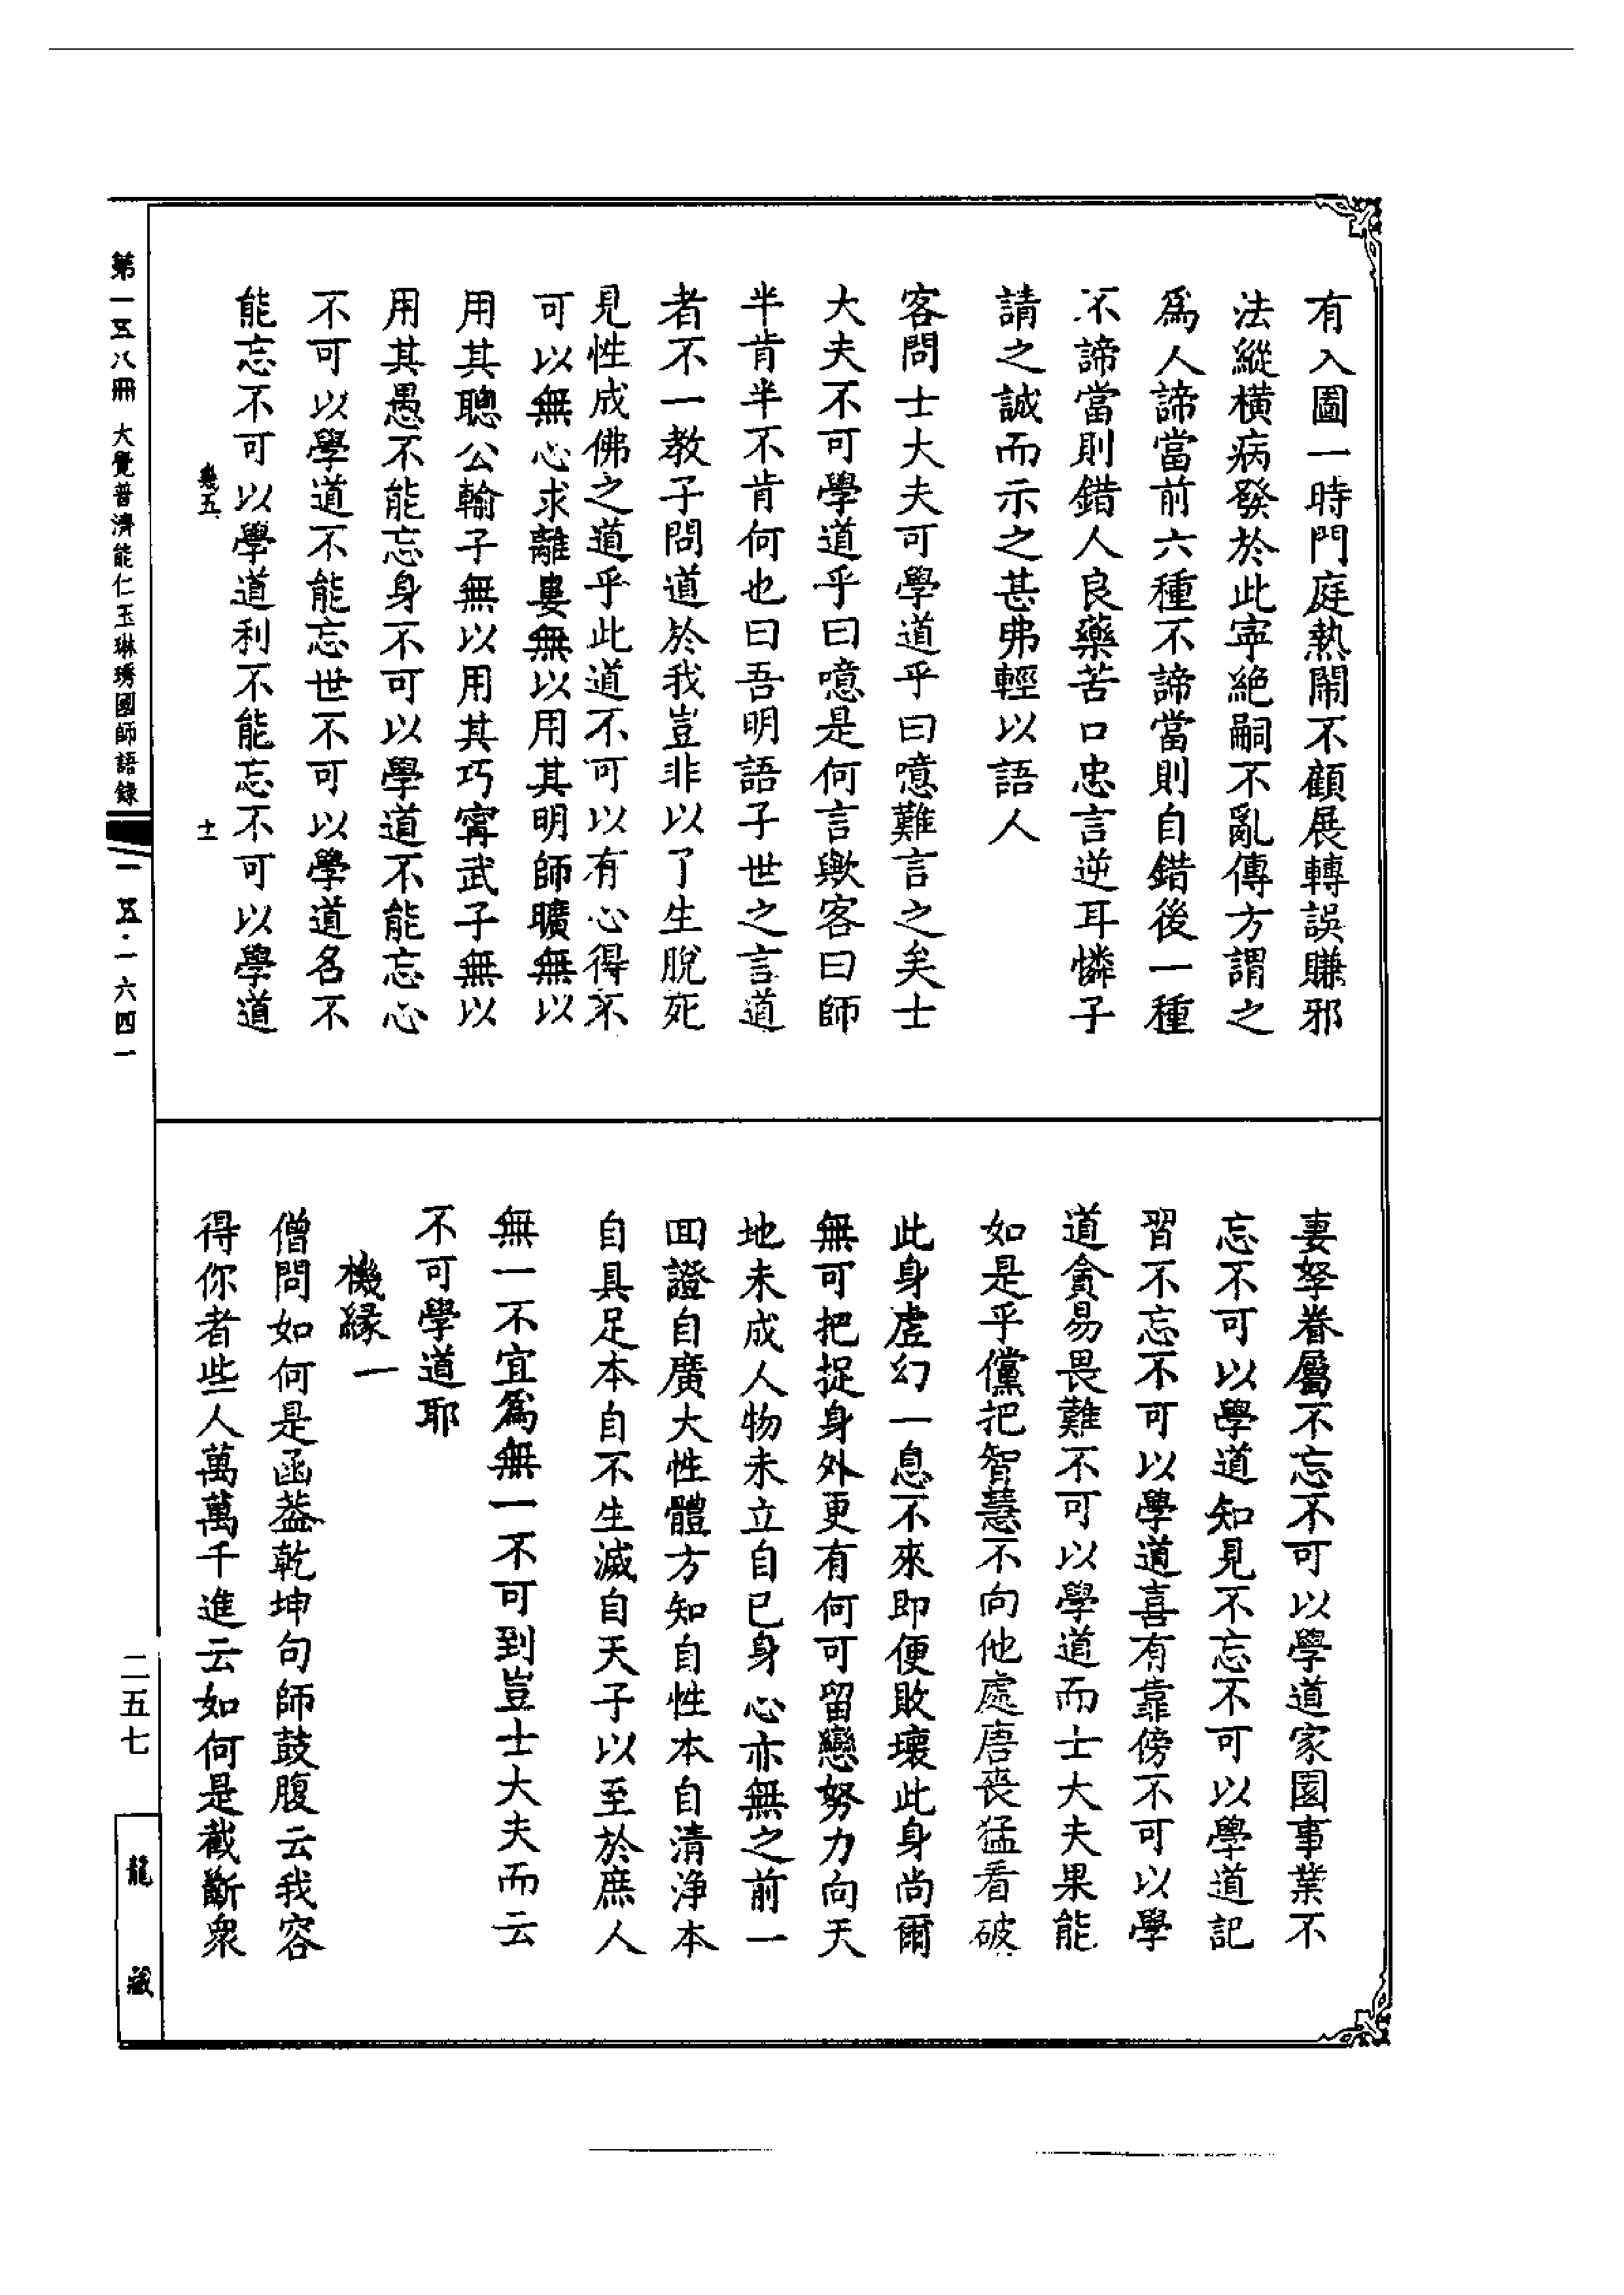 有入圖一時門庭熱鬧不顧展轉誤賺邪
法縱橫病發於此寜絶嗣不亂傳方謂之
爲人諦當前六種不諦當則自錯後一種
不諦當則錯人良藥苦口忠言逆耳憐子
請之誠而示之甚弗輕以語人
客問士大夫可學道乎曰噫難言之矣士
大夫不可學道乎曰噫是何言歟客曰師
半肯半不肯何也曰吾明語子世之言道
者不一教子問道於我豈非以了生脫死
見性成佛之道乎此道不可以有心得不
可以無心求離婁無以用其明師曠無以
用其聰公輸子無以用其巧甯武子無以
用其愚不能忘身不可以學道不能忘心
不可以學道不能忘世不可以學道名不
能忘不可以學道利不能忘不可以學道
幾五 十一
妻孥眷屬不忘不可以學道家園事業不
忘不可以學道知見不忘不可以學道記
習不忘不可以學道喜有靠傍不可以學
道貪易畏難不可以學道而士大夫果能
如是乎儻把智慧不向他處唐喪猛看破
此身虛幻一息不來即便敗壞此身尚爾
無可把捉身外更有何可留戀努力向天
地未成人物未立自己身心亦無之前一
回證自廣大性體方知自性本自清淨本
自具足本自不生滅自天子以至於庶人
無一不宜爲無一不可到豈士大夫而云
不可學道耶
機縁一
僧問如何是函葢乾坤句師鼓腹云我容
得你者些人萬萬千進云如何是截斷衆
第一五八冊 大覺普濟能仁玉琳琇國師語錄
一五·一六四一
二五七
龍藏